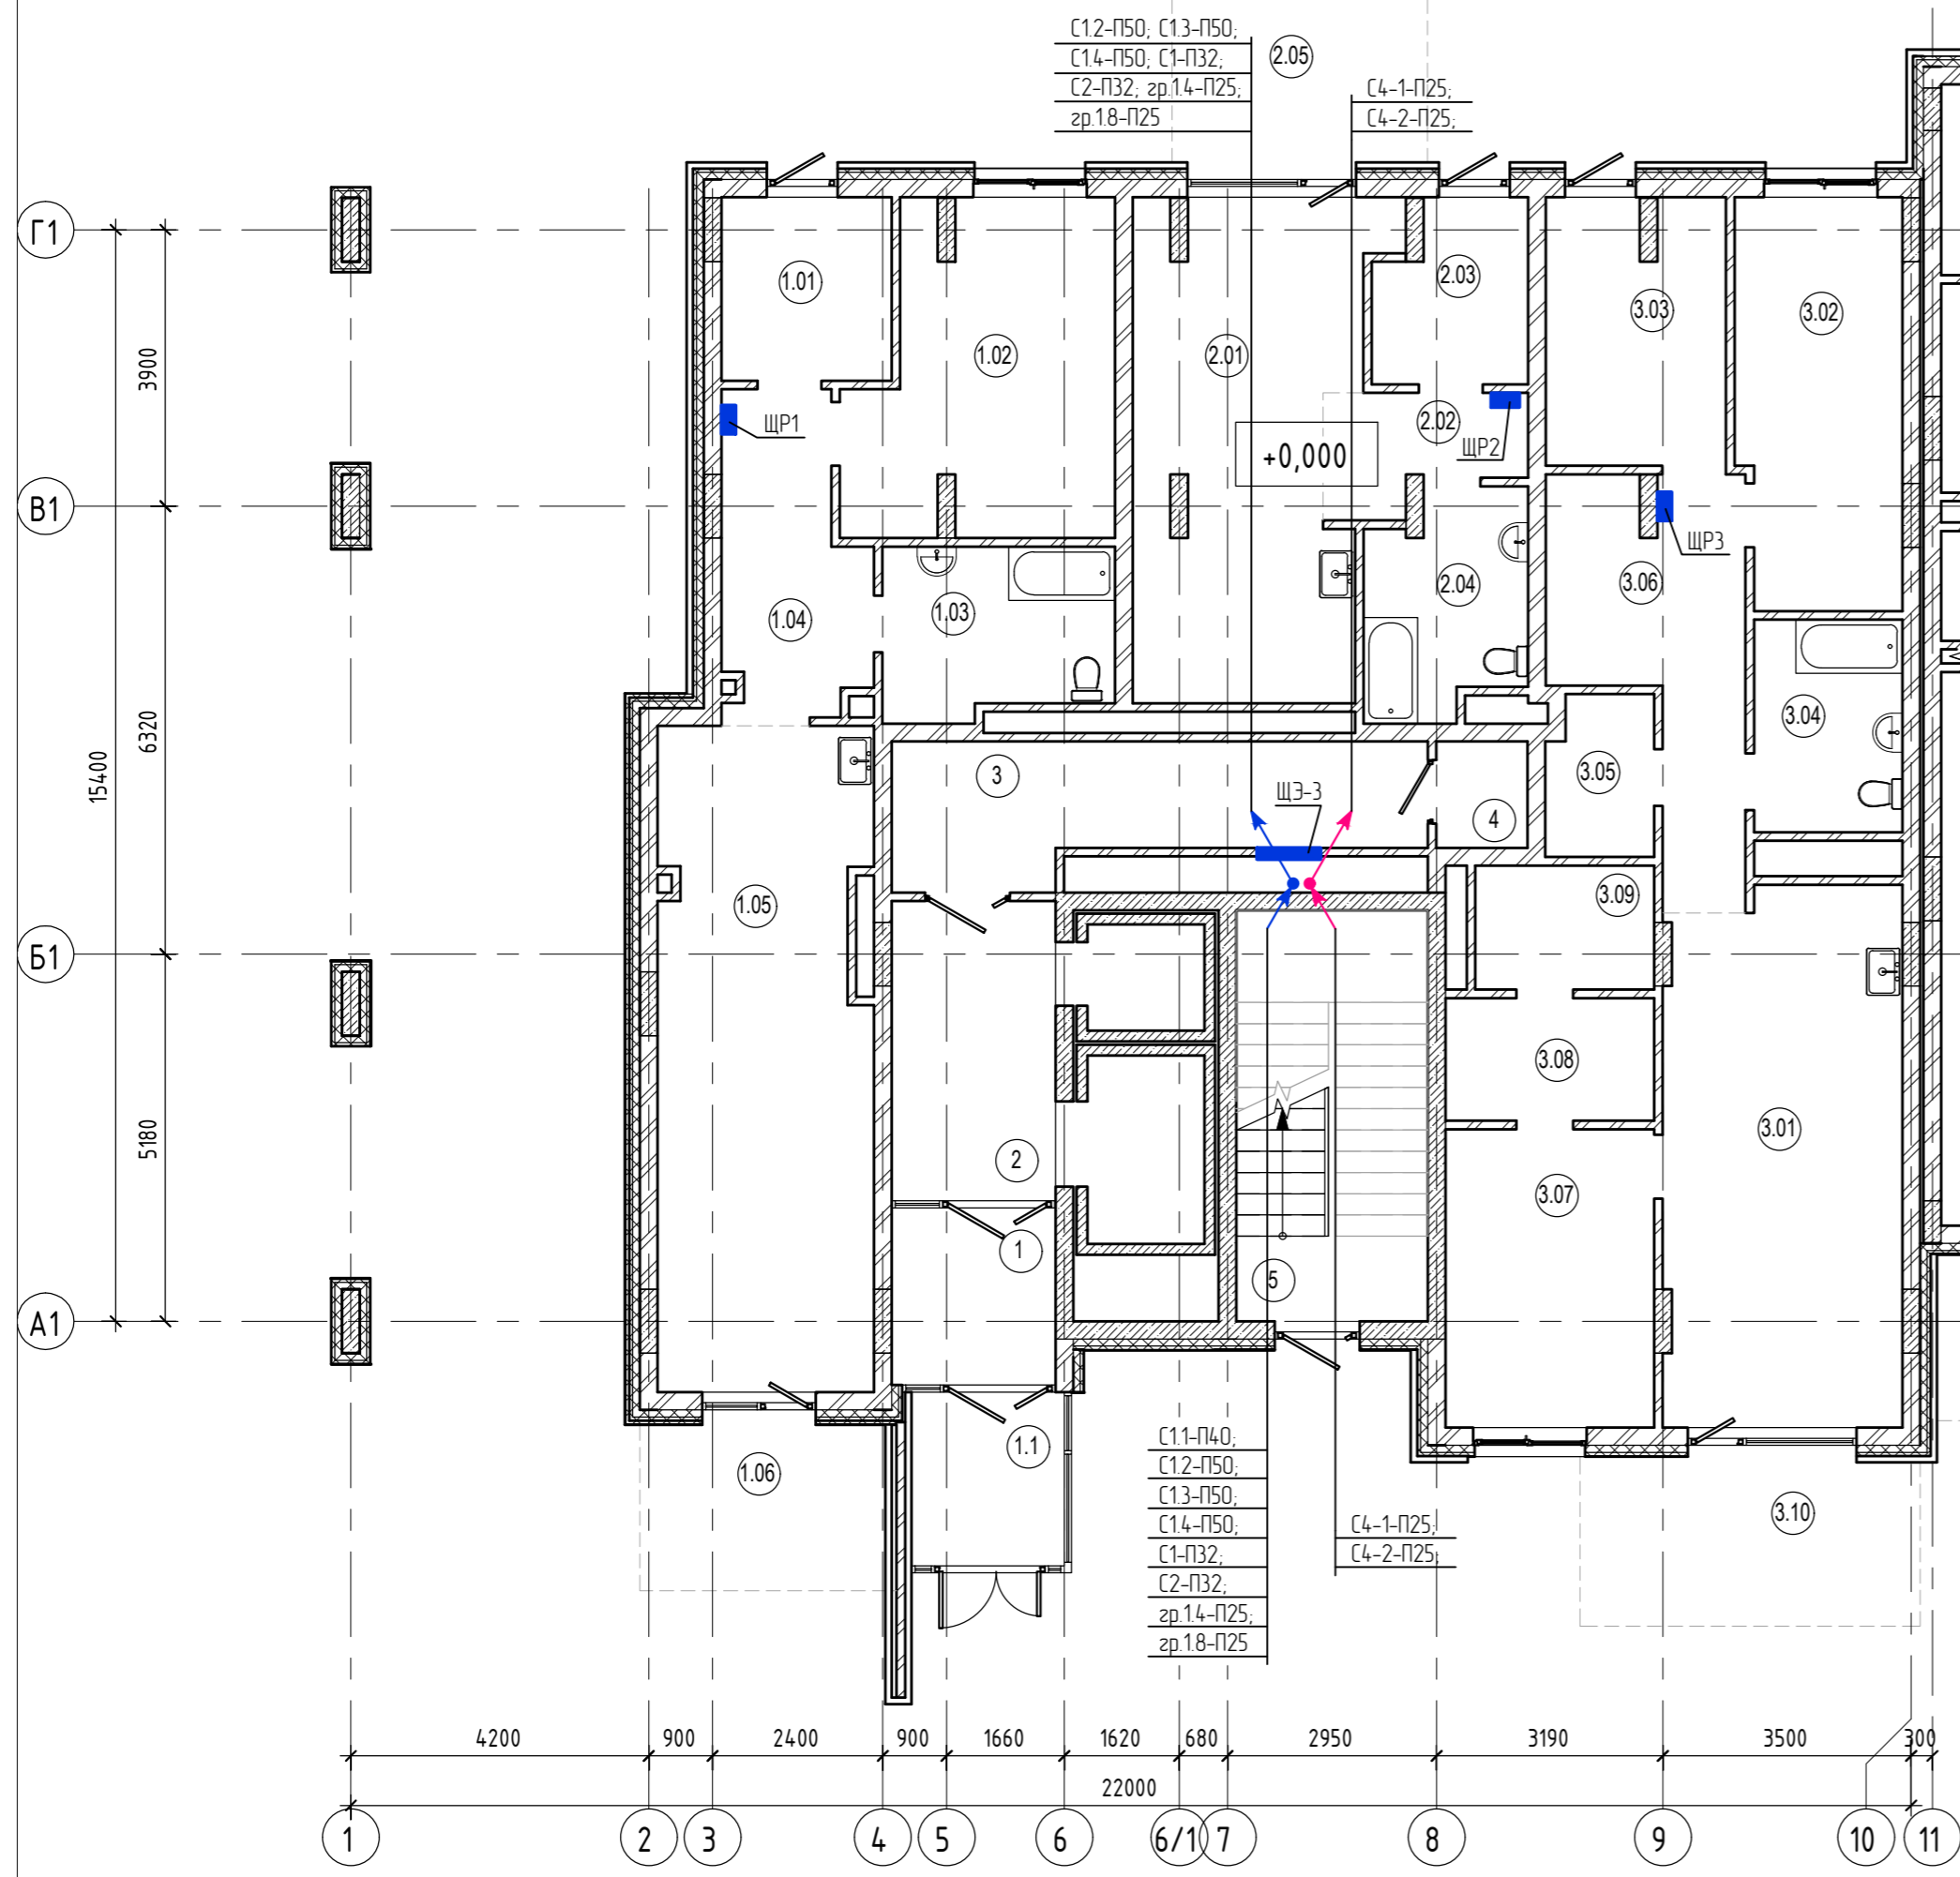 С1.2-П50; С1.3-П50;
С1.4-П50; С1-П32;
С2-П32; гр.1.4-П25;
гр.1.8-П25
2.05
С4-1-П25;
С4-2-П25;
Г1
1.01
2.03
3.03
3.02
1.02
2.01
3900
ЩР1
2.02
ЩР2
+0,000
В1
ЩР3
1.03
2.04
3.06
1.04
6320
15400
3.04
3
3.05
ЩЭ-3
4
1.05
3.09
Б1
3.08
5180
2
3.01
3.07
1
5
А1
1.1
1.06
С1.1-П40;
С1.2-П50;
С1.3-П50;
С1.4-П50;
С1-П32;
С2-П32;
гр.1.4-П25;
гр.1.8-П25
С4-1-П25;
С4-2-П25;
3.10
4200 900 2400 900 1660 1620 680 2950 3190 3500 300
22000
1 2 3 4 5 6 6/1 7 8 9 10 11